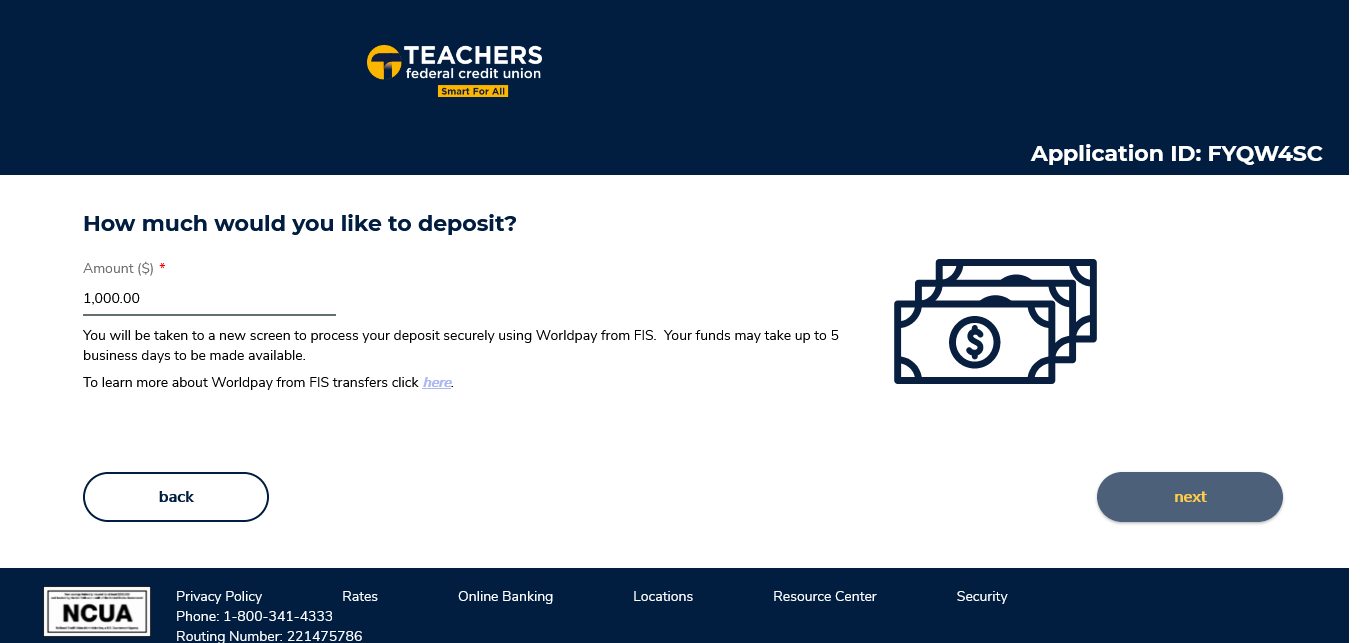 TEACHERS
federal credit union
Smart For All
Application ID: FYQW4SC
How much would you like to deposit?
Amount ($) *
1,000.00
You will be taken to a new screen to process your deposit securely using Worldpay from FIS.  Your funds may take up to 5
business days to be made available.
To learn more about Worldpay from FIS transfers click here.
$
back
next
NCUA
Privacy Policy
Rates
Online Banking
Locations
Resource Center
Security
Phone: 1-800-341-4333
Routing Number: 221475786